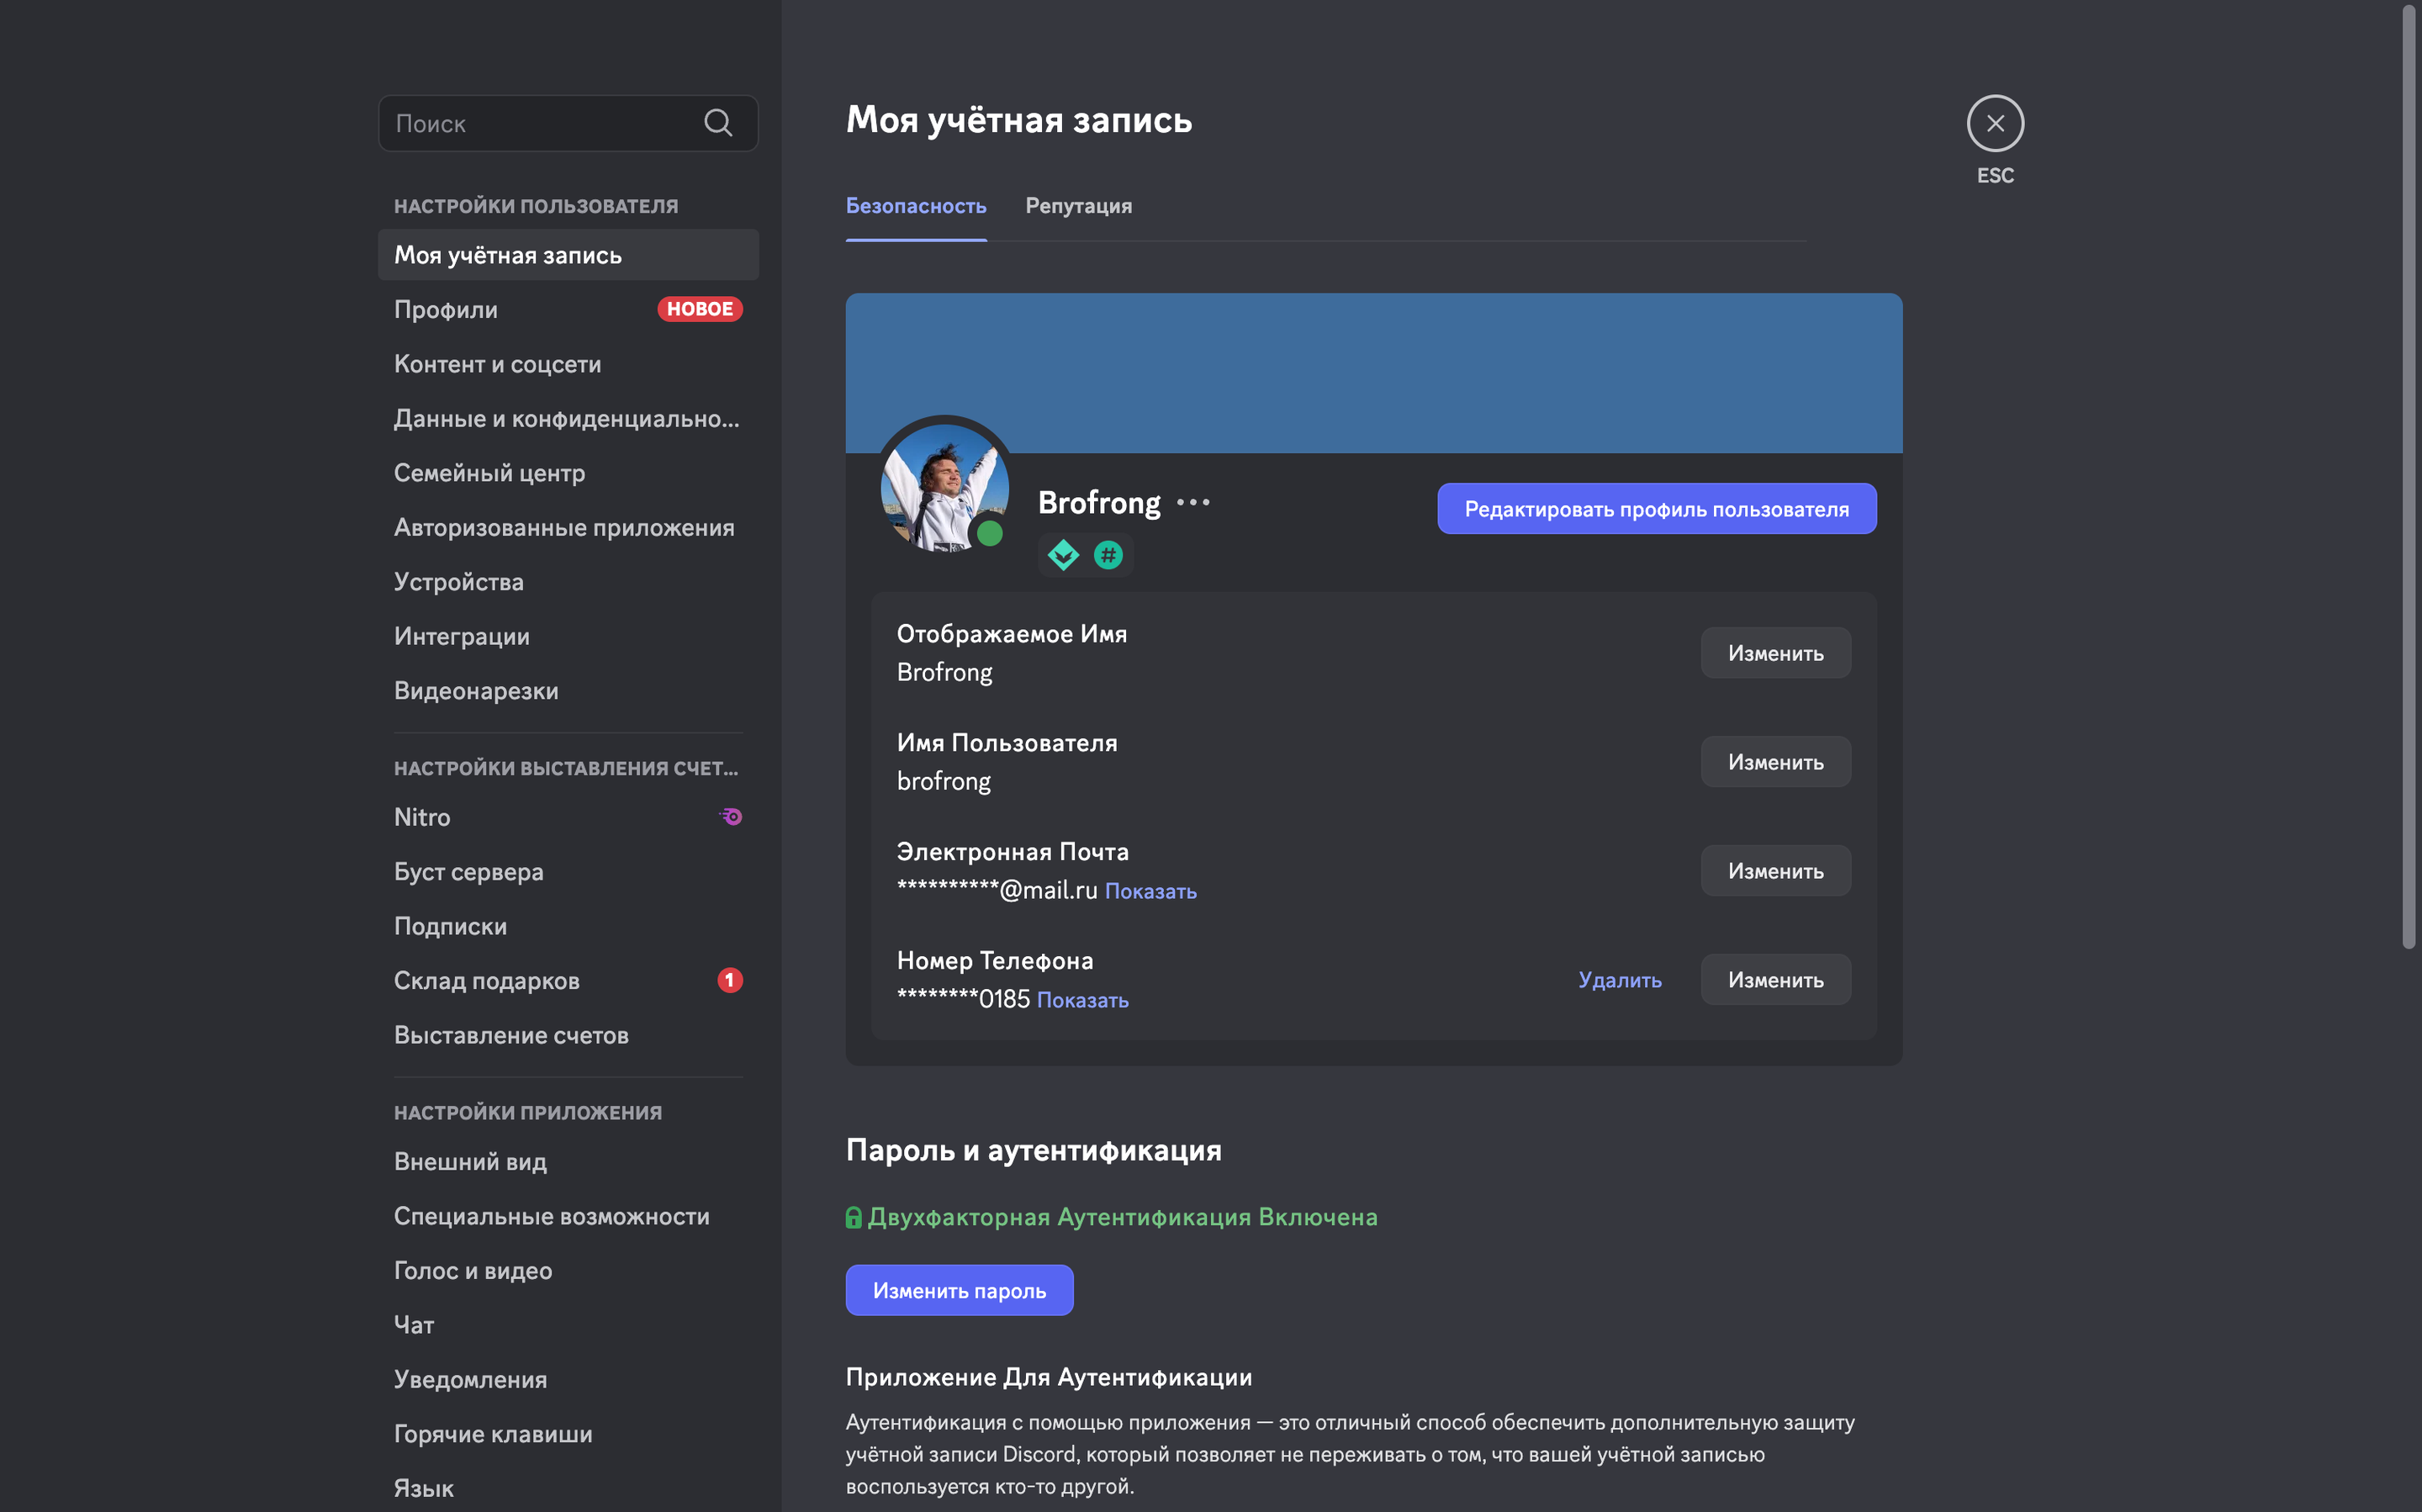 Поиск
НАСТРОЙКИ ПОЛЬЗОВАТЕЛЯ
Моя учётная запись
Профили
НОВОЕ
Контент и соцсети
Данные и конфиденциально...
Семейный центр
Авторизованные приложения
Устройства
Интеграции
Видеонарезки
НАСТРОЙКИ ВЫСТАВЛЕНИЯ СЧЕТ...
Nitro
Буст сервера
Подписки
Склад подарков
1
Выставление счетов
НАСТРОЙКИ ПРИЛОЖЕНИЯ
Внешний вид
Специальные возможности
Голос и видео
Чат
Уведомления
Горячие клавиши
Язык
Моя учётная запись
ESC
Безопасность
Репутация
Brofrong
Редактировать профиль пользователя
Отображаемое Имя
Brofrong
Изменить
Имя Пользователя
brofrong
Изменить
Электронная Почта
**********@mail.ru Показать
Изменить
Номер Телефона
********0185 Показать
Удалить
Изменить
Пароль и аутентификация
Двухфакторная Аутентификация Включена
Изменить пароль
Приложение Для Аутентификации
Аутентификация с помощью приложения — это отличный способ обеспечить дополнительную защиту
учётной записи Discord, который позволяет не переживать о том, что вашей учётной записью
воспользуется кто-то другой.